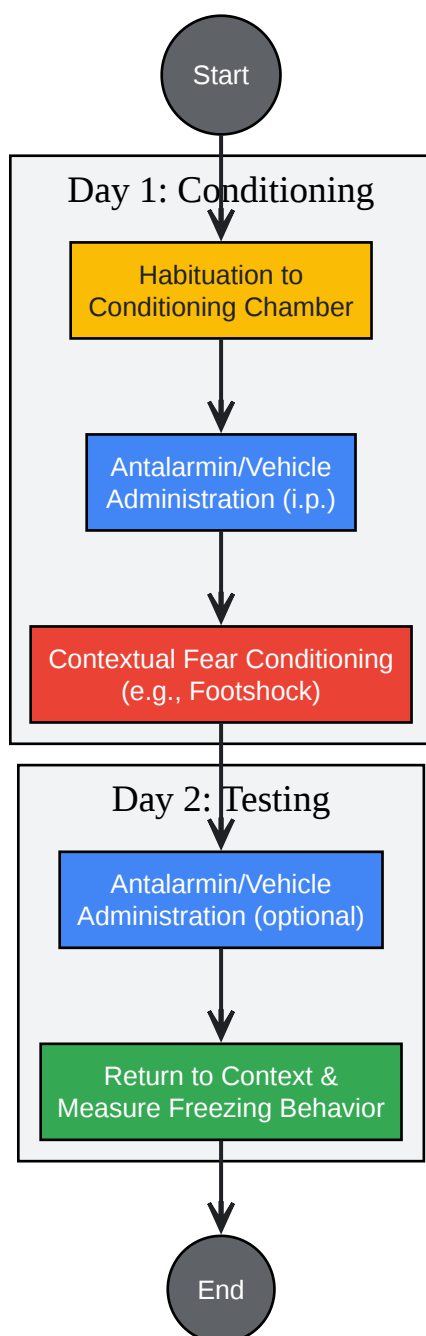 Start
Day 1: Conditioning
Habituation to
Conditioning Chamber
Antalarmin/Vehicle
Administration (i.p.)
Contextual Fear Conditioning
(e.g., Footshock)
Day 2: Testing
Antalarmin/Vehicle
Administration (optional)
Return to Context &
Measure Freezing Behavior
End